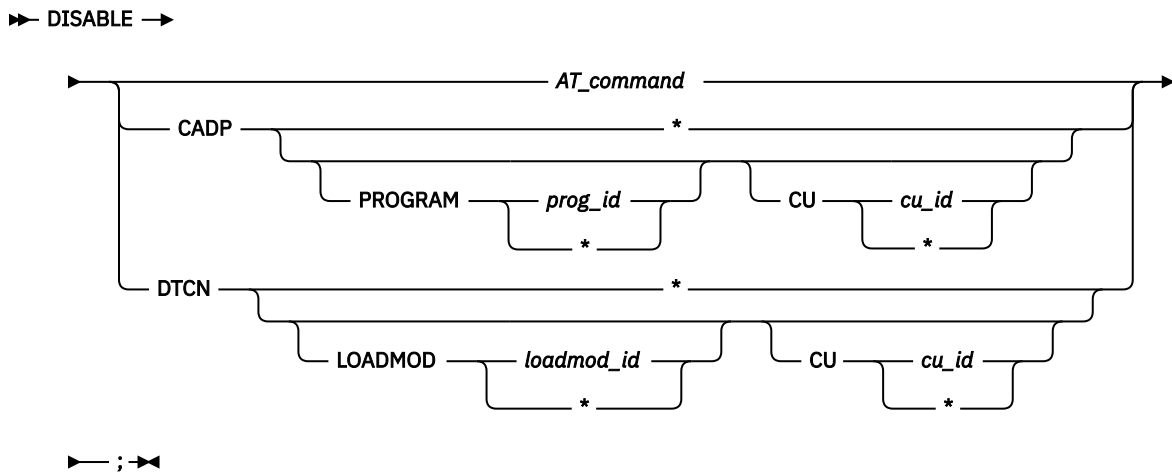 DISABLE
AT_command
CADP *
PROGRAM prog_id CU cu_id
* *
DTCN *
LOADMOD loadmod_id CU cu_id
* *
;